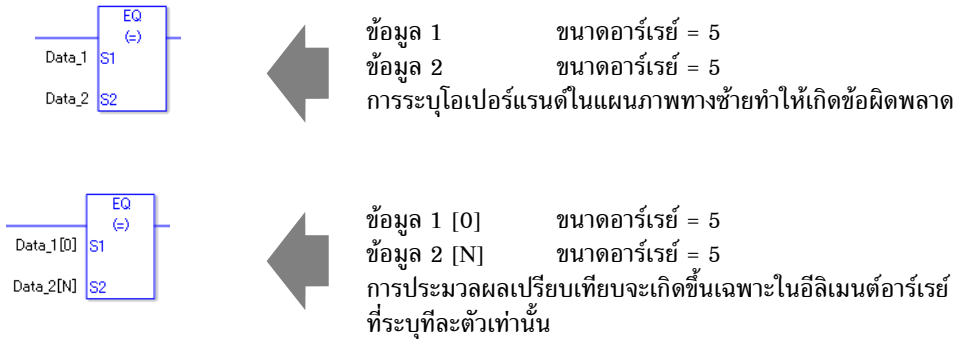 EQ
(=)
Data_1 S1
Data_2 S2
ข้อมูล 1 ขนาดอาร์เรย์ = 5
ข้อมูล 2 ขนาดอาร์เรย์ = 5
การระบุโอเปอร์แรนด์ในแผนภาพทางซ้ายทำให้เกิดข้อผิดพลาด
EQ
(=)
Data_1[0] S1
Data_2[N] S2
ข้อมูล 1 [0] ขนาดอาร์เรย์ = 5
ข้อมูล 2 [N] ขนาดอาร์เรย์ = 5
การประมวลผลเปรียบเทียบจะเกิดขึ้นเฉพาะในอีลิเมนต์อาร์เรย์
ที่ระบุทีละตัวเท่านั้น